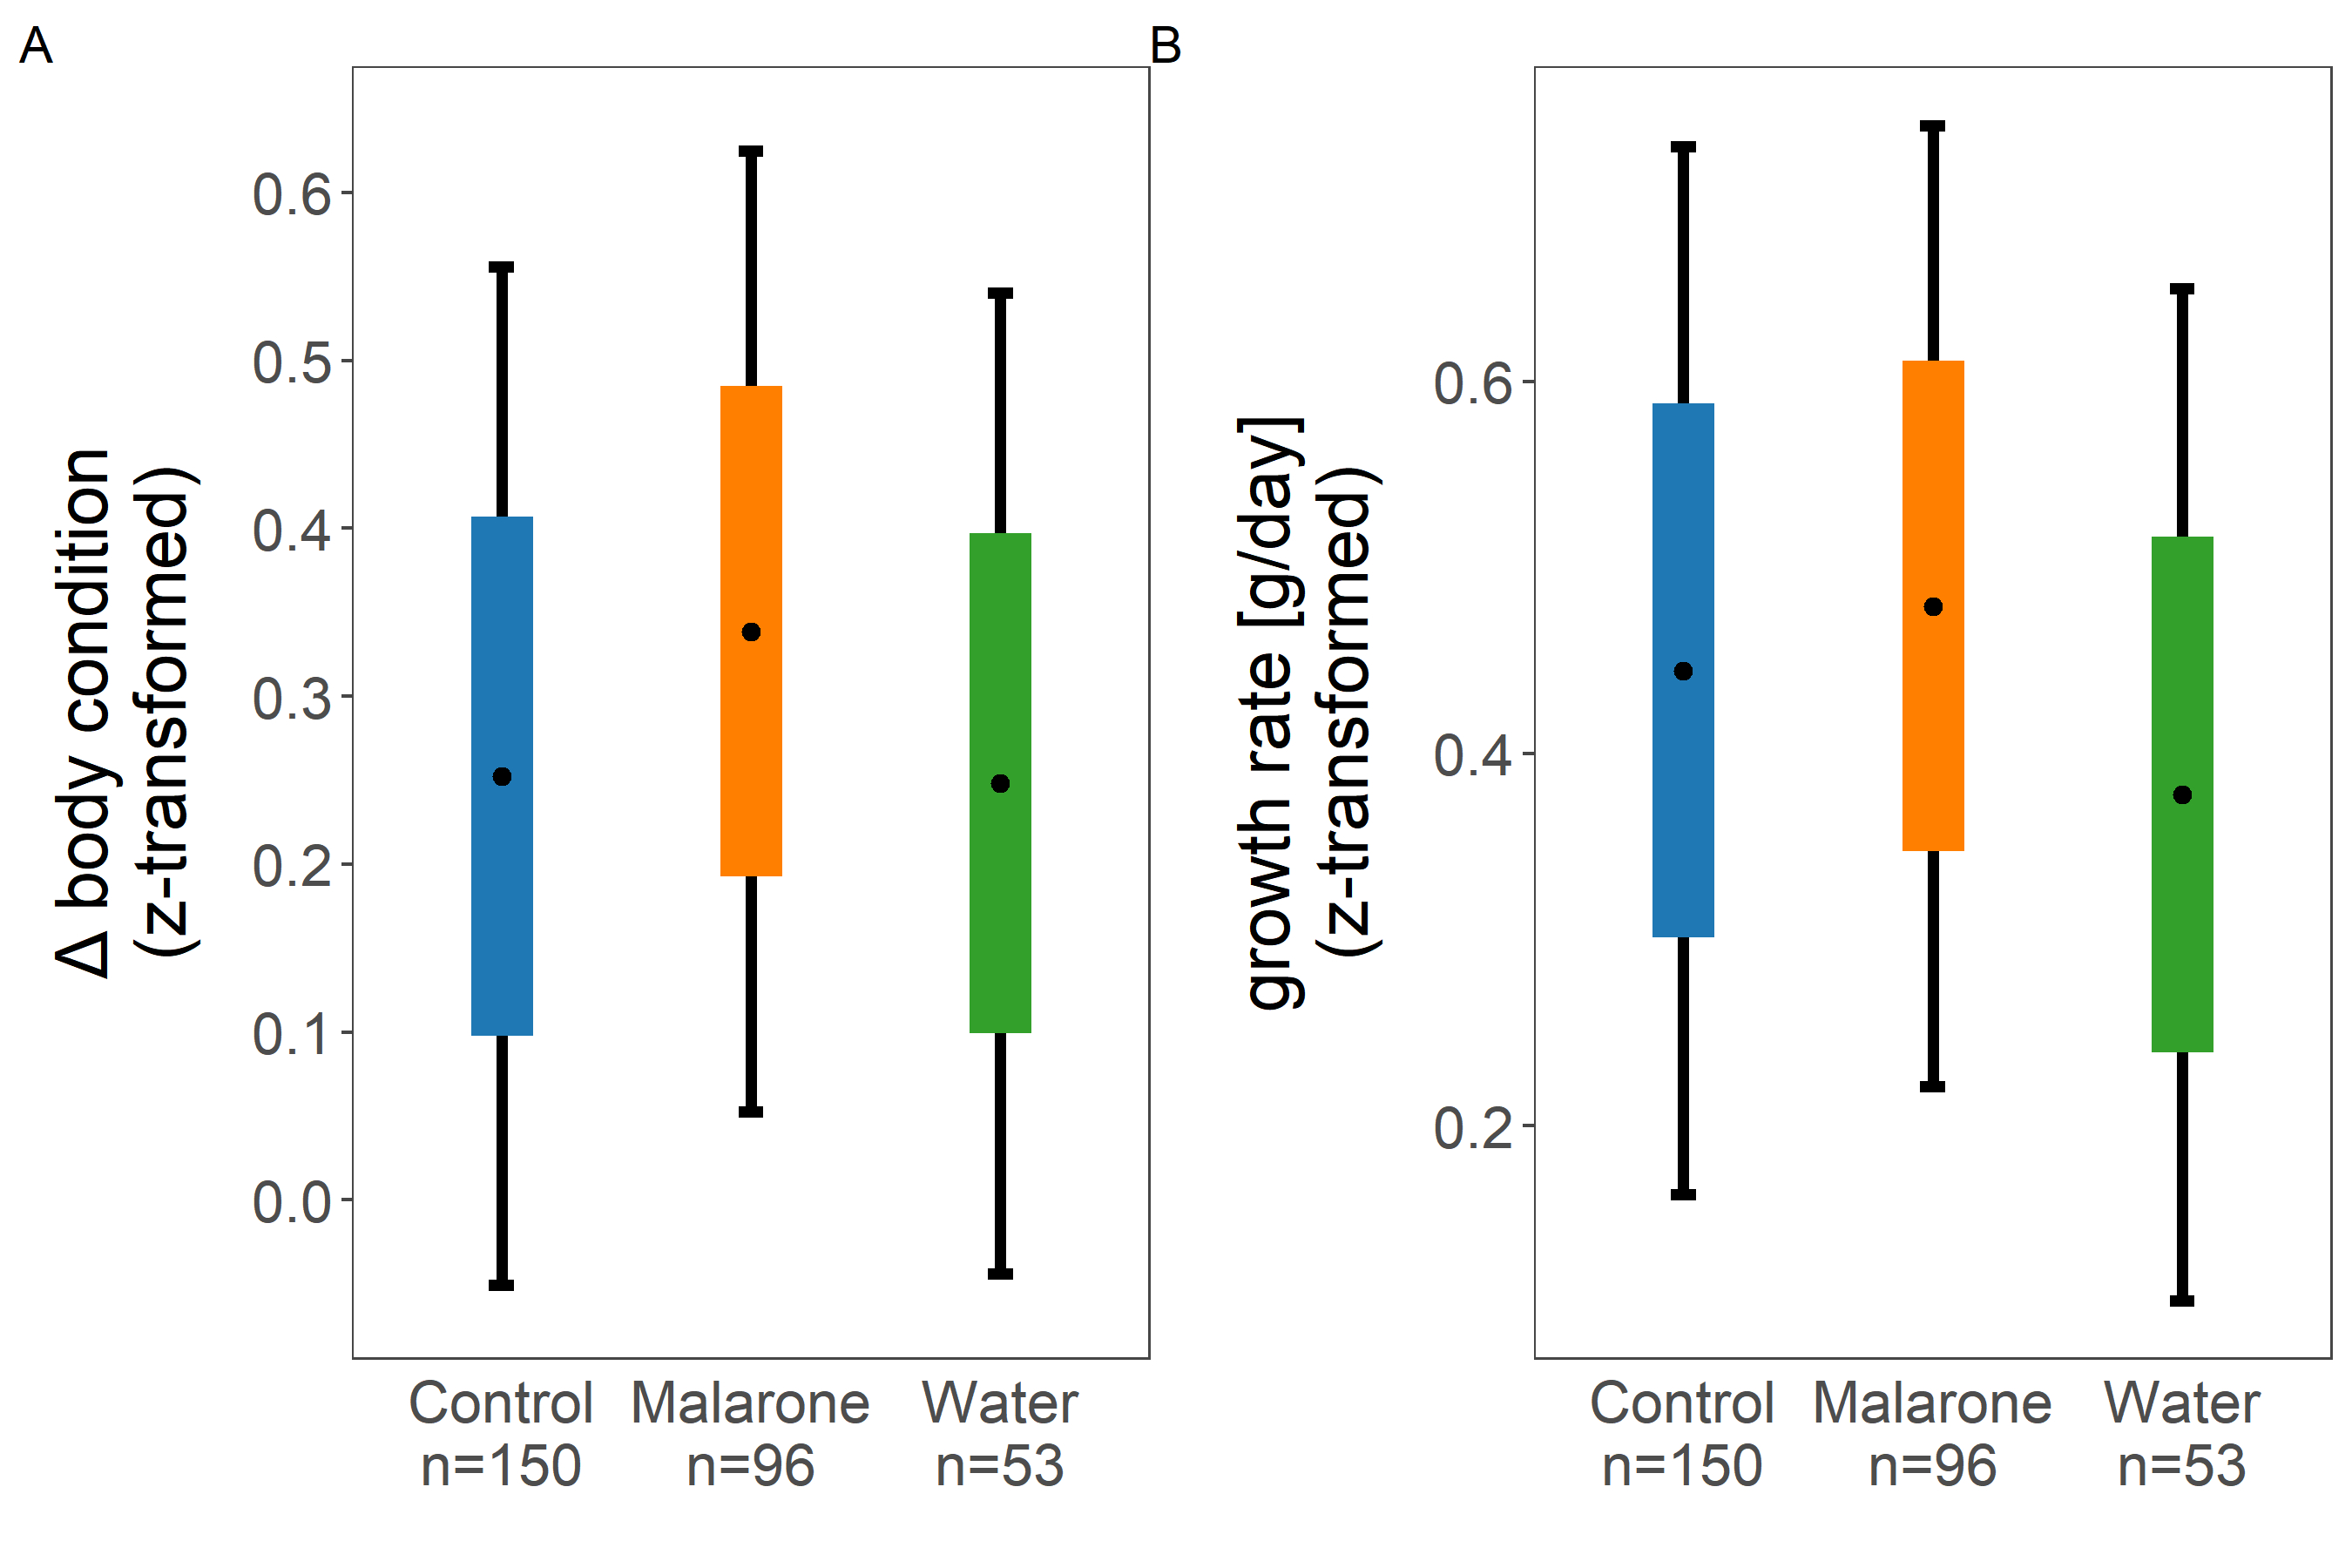 A
Δ body condition
(z-transformed)
0.6
0.5
0.4
0.3
0.2
0.1
0.0
Control
n=150
Malarone
n=96
Water
n=53
B
growth rate [g/day]
(z-transformed)
0.6
0.4
0.2
Control
n=150
Malarone
n=96
Water
n=53